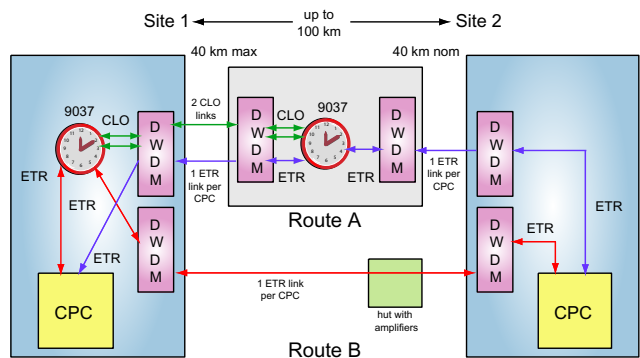 Site 1
up to
100 km
Site 2
40 km max
40 km nom
9037
CLO
D
W
D
M
2 CLO
links
D
W
D
M
CLO
9037
D
W
D
M
D
W
D
M
1 ETR
link per
CPC
ETR
ETR
1 ETR
link per
CPC
ETR
ETR
ETR
Route A
D
W
D
M
D
W
D
M
ETR
ETR
CPC
1 ETR link
per CPC
hut with
amplifiers
CPC
Route B